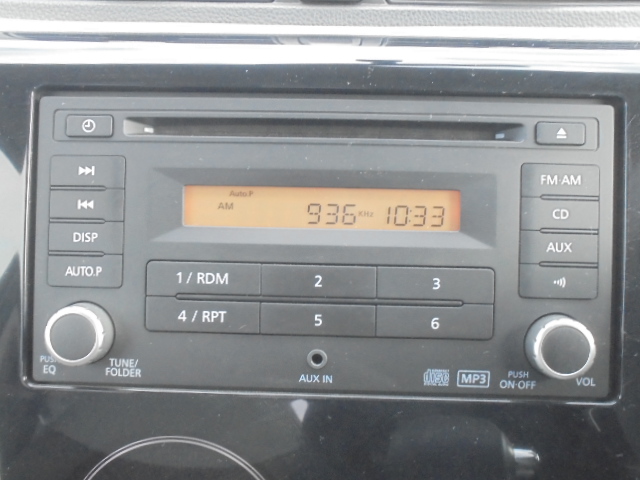 Auto.P
AM 936 KHz 10:33
FM AM
CD
DISP
AUX
AUTO.P
1 / RDM 2 3
4 / RPT 5 6
PUSH EQ
TUNE/
FOLDER
AUX IN
MP3
PUSH
ON·OFF
VOL